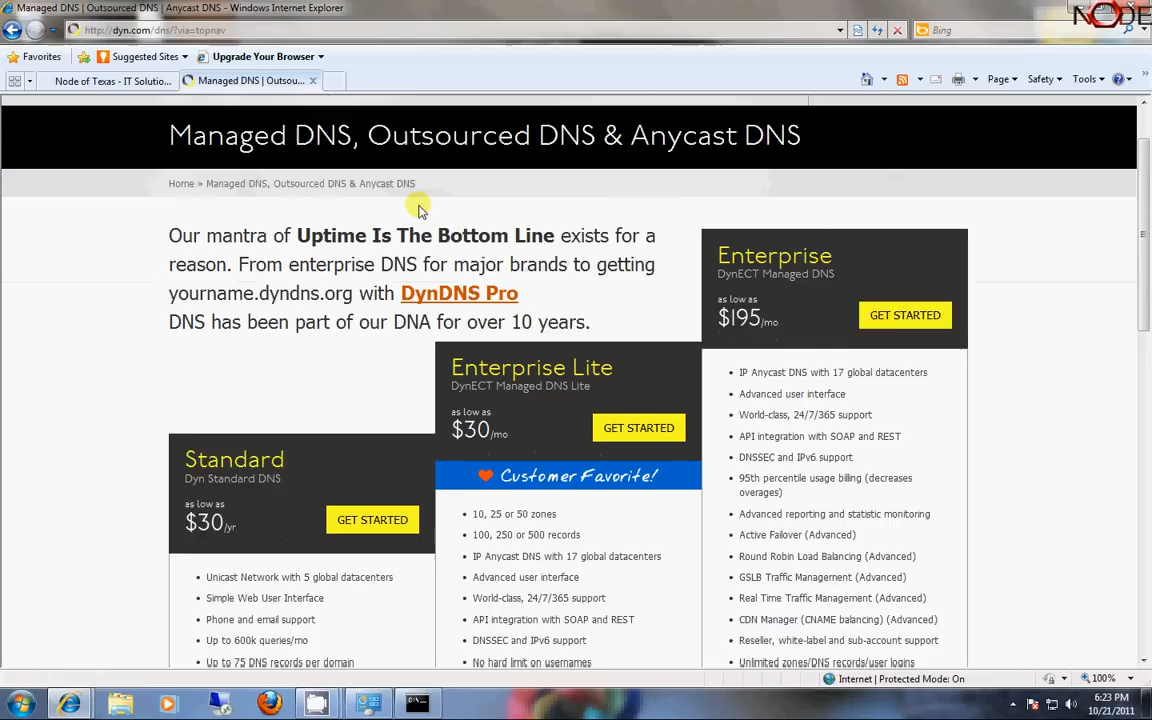 Managed DNS | Outsourced DNS | Anycast DNS - Windows Internet Explorer
NODE
http://dyn.com/dns/?via=topnav
Bing
Favorites
Suggested Sites
Upgrade Your Browser
Node of Texas - IT Solutio...
Managed DNS | Outsou...
Page
Safety
Tools
Managed DNS, Outsourced DNS & Anycast DNS
Home » Managed DNS, Outsourced DNS & Anycast DNS
Our mantra of Uptime Is The Bottom Line exists for a
reason. From enterprise DNS for major brands to getting
yourname.dyndns.org with DynDNS Pro
DNS has been part of our DNA for over 10 years.
Standard
Dyn Standard DNS
as low as
$30/yr
GET STARTED
• Unicast Network with 5 global datacenters
• Simple Web User Interface
• Phone and email support
• Up to 600k queries/mo
• Up to 75 DNS records per domain
Enterprise Lite
DynECT Managed DNS Lite
as low as
$30/mo
GET STARTED
Customer Favorite!
• 10, 25 or 50 zones
• 100, 250 or 500 records
• IP Anycast DNS with 17 global datacenters
• Advanced user interface
• World-class, 24/7/365 support
• API integration with SOAP and REST
• DNSSEC and IPv6 support
• No hard limit on usernames
Enterprise
DynECT Managed DNS
as low as
$195/mo
GET STARTED
• IP Anycast DNS with 17 global datacenters
• Advanced user interface
• World-class, 24/7/365 support
• API integration with SOAP and REST
• DNSSEC and IPv6 support
• 95th percentile usage billing (decreases
overages)
• Advanced reporting and statistic monitoring
• Active Failover (Advanced)
• Round Robin Load Balancing (Advanced)
• GSLB Traffic Management (Advanced)
• Real Time Traffic Management (Advanced)
• CDN Manager (CNAME balancing) (Advanced)
• Reseller, white-label and sub-account support
• Unlimited zones/DNS records/user logins
Internet | Protected Mode: On
100%
6:23 PM
10/21/2011